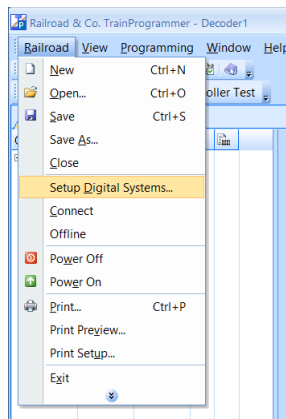 Railroad & Co. TrainProgrammer - Decoder1
Railroad View Programming Window Help
New Ctrl+N
Open... Ctrl+O
oller Test
Save Ctrl+S
Save As...
Close
Setup Digital Systems...
Connect
Offline
Power Off
Power On
Print... Ctrl+P
Print Preview...
Print Setup...
Exit